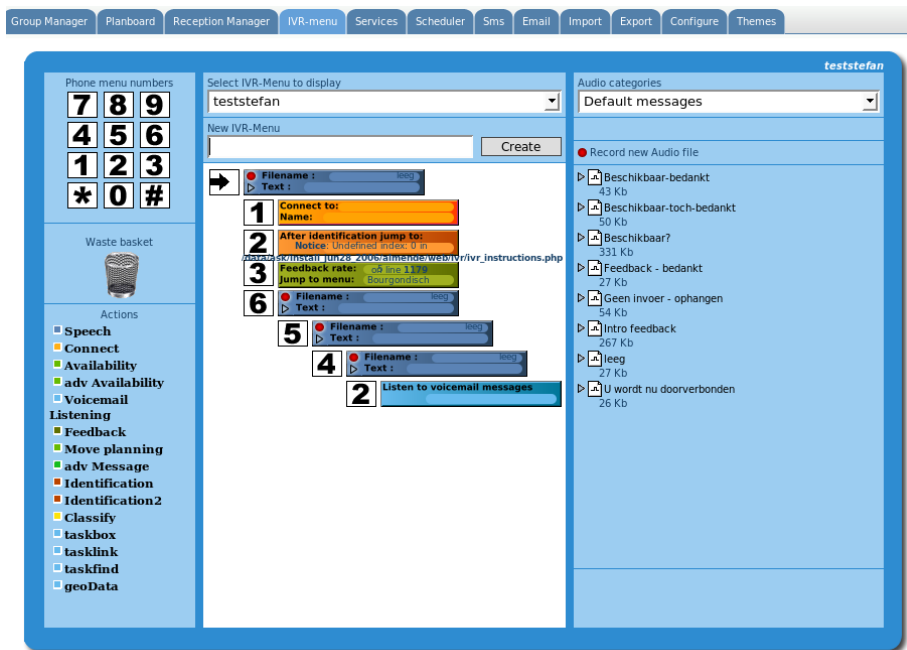 Group Manager Planboard Reception Manager IVR-menu Services Scheduler Sms Email Import Export Configure Themes
teststefan
Phone menu numbers
7 8 9
4 5 6
1 2 3
* 0 #
Waste basket
Actions
Speech
Connect
Availability
adv Availability
Voicemail
Listening
Feedback
Move planning
adv Message
Identification
Identification2
Classify
taskbox
tasklink
taskfind
geoData
Select IVR-Menu to display
teststefan
New IVR-Menu
Create
Filename : leeg
Text :
1 Connect to:
Name:
2 After identification jump to:
Notice: Undefined index: 0 in
/data/ask/install_jun28_2006/almende/web/ivr/ivr_instructions.php
3 Feedback rate: on line 1179
Jump to menu: Bourgondisch
6 Filename : leeg
Text :
5 Filename : leeg
Text :
4 Filename : leeg
Text :
2 Listen to voicemail messages
Audio categories
Default messages
Record new Audio file
Beschikbaar-bedankt
43 Kb
Beschikbaar-toch-bedankt
50 Kb
Beschikbaar?
331 Kb
Feedback - bedankt
27 Kb
Geen invoer - ophangen
54 Kb
Intro feedback
267 Kb
leeg
27 Kb
U wordt nu doorverbonden
26 Kb